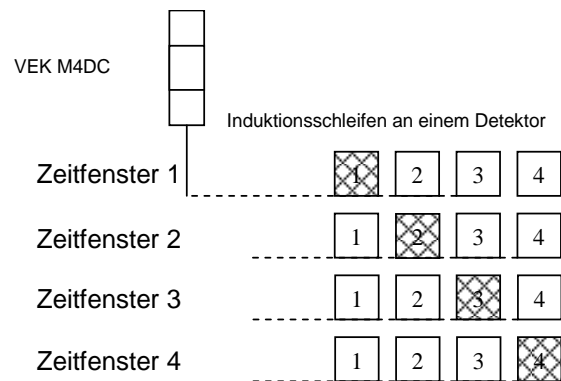 VEK M4DC
Induktionsschleifen an einem Detektor
Zeitfenster 1 1 2 3 4
Zeitfenster 2 1 2 3 4
Zeitfenster 3 1 2 3 4
Zeitfenster 4 1 2 3 4